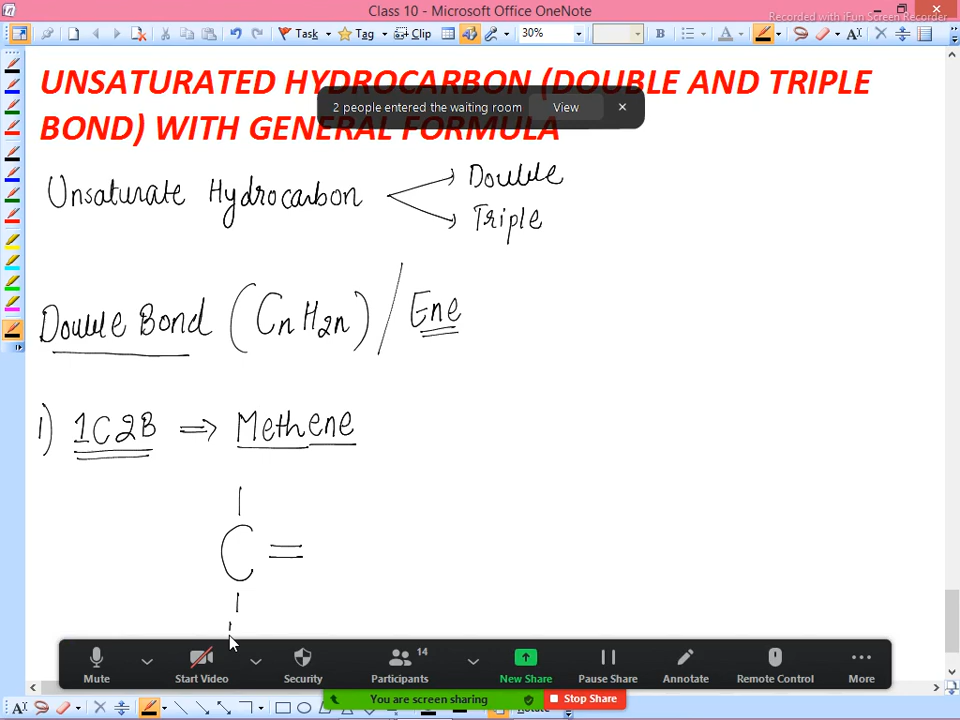 Class 10 - Microsoft Office OneNote
Recorded with iFun Screen Recorder
Task Tag Clip 30% B A A
UNSATURATED HYDROCARBON (DOUBLE AND TRIPLE
2 people entered the waiting room View
BOND) WITH GENERAL FORMULA
Unsaturate Hydrocarbon Double
Triple
Double Bond (CnH2n) / Ene
1) 1C2B ⇒ Methene
C =
14
Mute Start Video Security Participants New Share Pause Share Annotate Remote Control More
You are screen sharing Stop Share